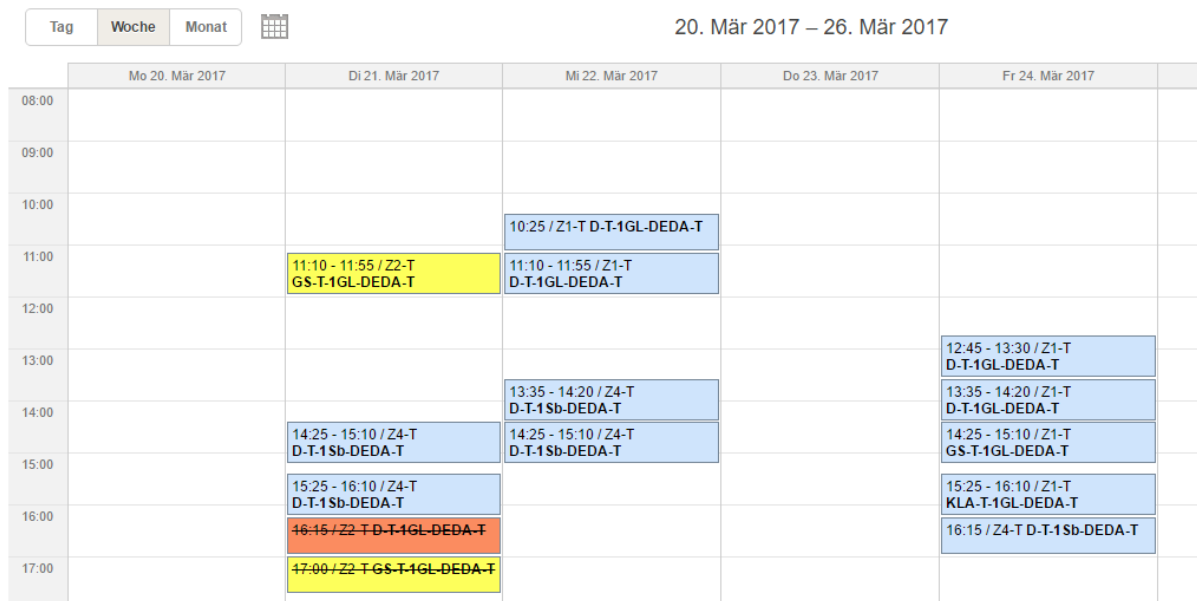 Tag Woche Monat
20. Mär 2017 – 26. Mär 2017
Mo 20. Mär 2017
Di 21. Mär 2017
Mi 22. Mär 2017
Do 23. Mär 2017
Fr 24. Mär 2017
08:00
09:00
10:00
11:00
12:00
13:00
14:00
15:00
16:00
17:00
11:10 - 11:55 / Z2-T
GS-T-1GL-DEDA-T
14:25 - 15:10 / Z4-T
D-T-1Sb-DEDA-T
15:25 - 16:10 / Z4-T
D-T-1Sb-DEDA-T
16:15 / Z2-T D-T-1GL-DEDA-T
17:00 / Z2-T GS-T-1GL-DEDA-T
10:25 / Z1-T D-T-1GL-DEDA-T
11:10 - 11:55 / Z1-T
D-T-1GL-DEDA-T
13:35 - 14:20 / Z4-T
D-T-1Sb-DEDA-T
14:25 - 15:10 / Z4-T
D-T-1Sb-DEDA-T
12:45 - 13:30 / Z1-T
D-T-1GL-DEDA-T
13:35 - 14:20 / Z1-T
D-T-1GL-DEDA-T
14:25 - 15:10 / Z1-T
GS-T-1GL-DEDA-T
15:25 - 16:10 / Z1-T
KLA-T-1GL-DEDA-T
16:15 / Z4-T D-T-1Sb-DEDA-T